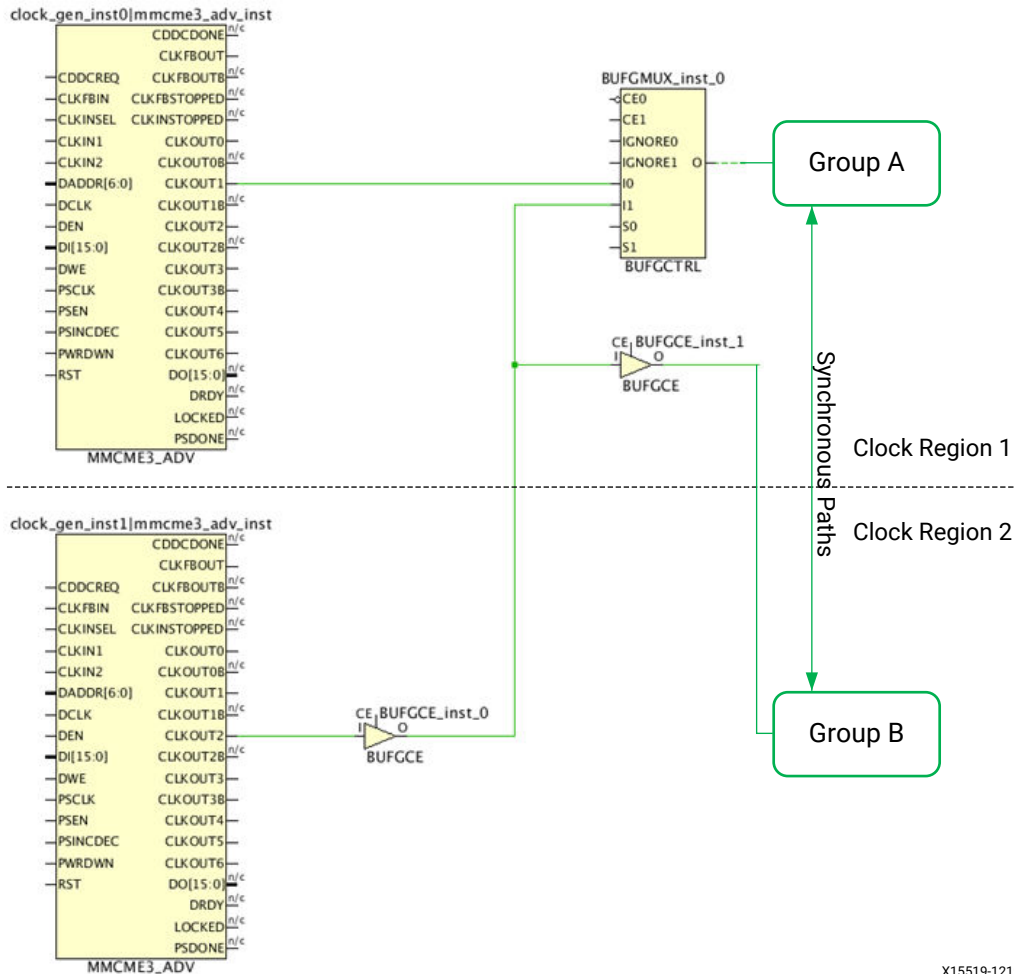 clock_gen_inst0|mmcme3_adv_inst
CDDCDONE n/c
CLKFBOUT
CDDCREQ CLKFBOUTB n/c
CLKFBIN CLKFBSTOPPED n/c
CLKINSEL CLKINSTOPPED n/c
CLKIN1 CLKOUT0
CLKIN2 CLKOUT0B n/c
DADDR[6:0] CLKOUT1
DCLK CLKOUT1B n/c
DEN CLKOUT2
DI[15:0] CLKOUT2B n/c
DWE CLKOUT3
PSCLK CLKOUT3B n/c
PSEN CLKOUT4
PSINCDEC CLKOUT5
PWRDWN CLKOUT6
RST DO[15:0] n/c
DRDY n/c
LOCKED n/c
PSDONE n/c
MMCME3_ADV
BUFGMUX_inst_0
CE0
CE1
IGNORE0
IGNORE1 O
I0
I1
S0
S1
BUFGCTRL
Group A
CE BUFGCE_inst_1
I O
BUFGCE
Synchronous Paths
Clock Region 1
Clock Region 2
clock_gen_inst1|mmcme3_adv_inst
CDDCDONE n/c
CLKFBOUT
CDDCREQ CLKFBOUTB n/c
CLKFBIN CLKFBSTOPPED n/c
CLKINSEL CLKINSTOPPED n/c
CLKIN1 CLKOUT0
CLKIN2 CLKOUT0B n/c
DADDR[6:0] CLKOUT1
DCLK CLKOUT1B n/c
DEN CLKOUT2
DI[15:0] CLKOUT2B n/c
DWE CLKOUT3
PSCLK CLKOUT3B n/c
PSEN CLKOUT4
PSINCDEC CLKOUT5
PWRDWN CLKOUT6
RST DO[15:0] n/c
DRDY n/c
LOCKED n/c
PSDONE n/c
MMCME3_ADV
CE BUFGCE_inst_0
I O
BUFGCE
Group B
X15519-121